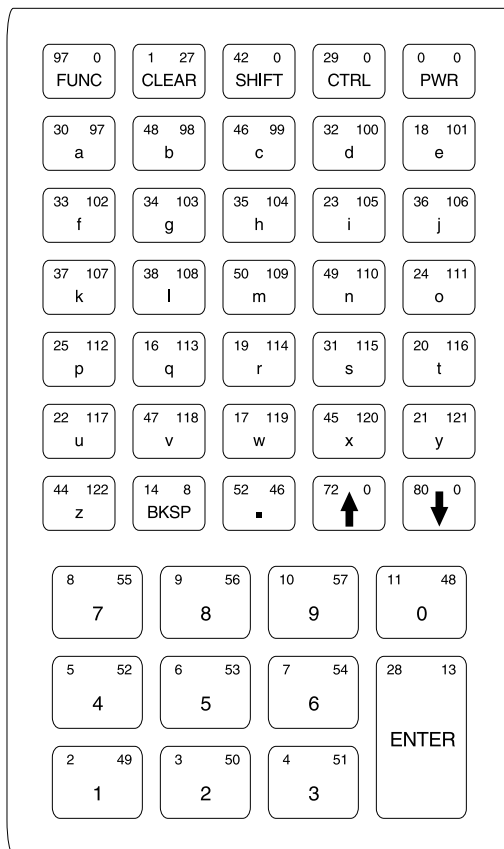 97 0 1 27 42 0 29 0 0 0
FUNC CLEAR SHIFT CTRL PWR
30 97 48 98 46 99 32 100 18 101
a b c d e
33 102 34 103 35 104 23 105 36 106
f g h i j
37 107 38 108 50 109 49 110 24 111
k l m n o
25 112 16 113 19 114 31 115 20 116
p q r s t
22 117 47 118 17 119 45 120 21 121
u v w x y
44 122 14 8 52 46 72 0 80 0
z BKSP .
8 55 9 56 10 57 11 48
7 8 9 0
5 52 6 53 7 54 28 13
4 5 6
ENTER
2 49 3 50 4 51
1 2 3